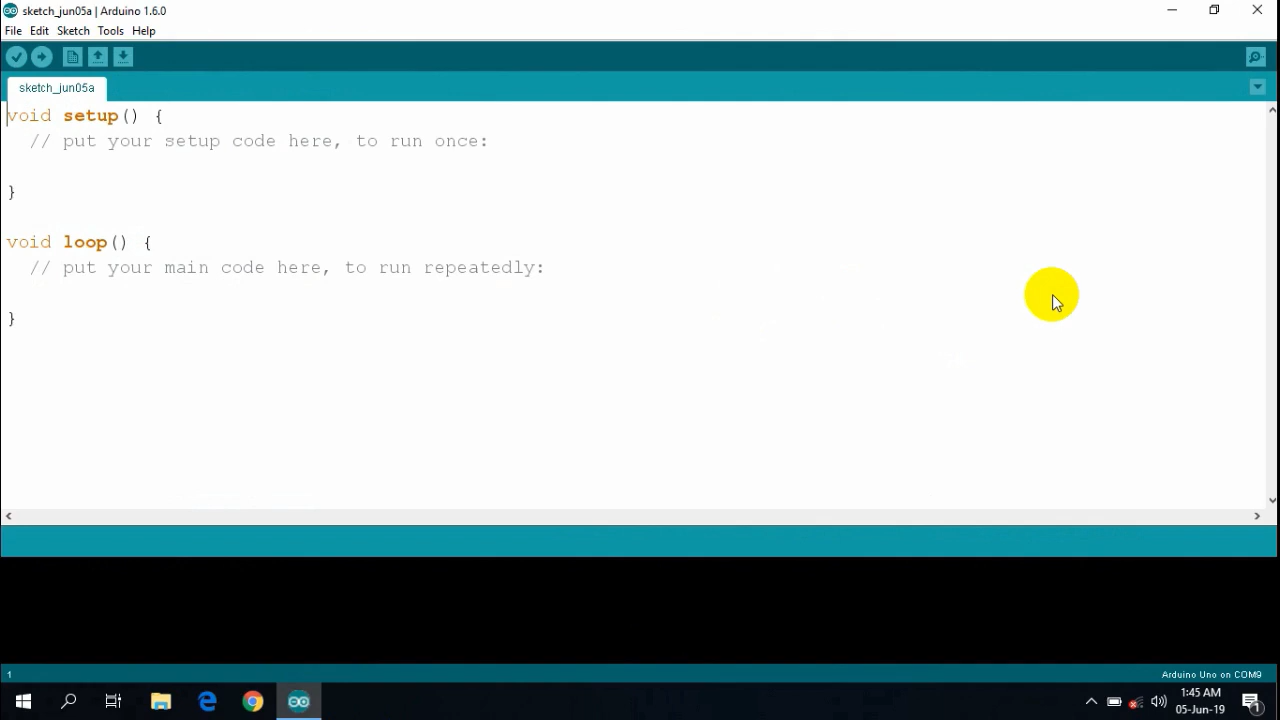 sketch_jun05a | Arduino 1.6.0
File Edit Sketch Tools Help
sketch_jun05a
void setup() {
  // put your setup code here, to run once:
}
void loop() {
  // put your main code here, to run repeatedly:
}
1
Arduino Uno on COM9
1:45 AM
05-Jun-19
1